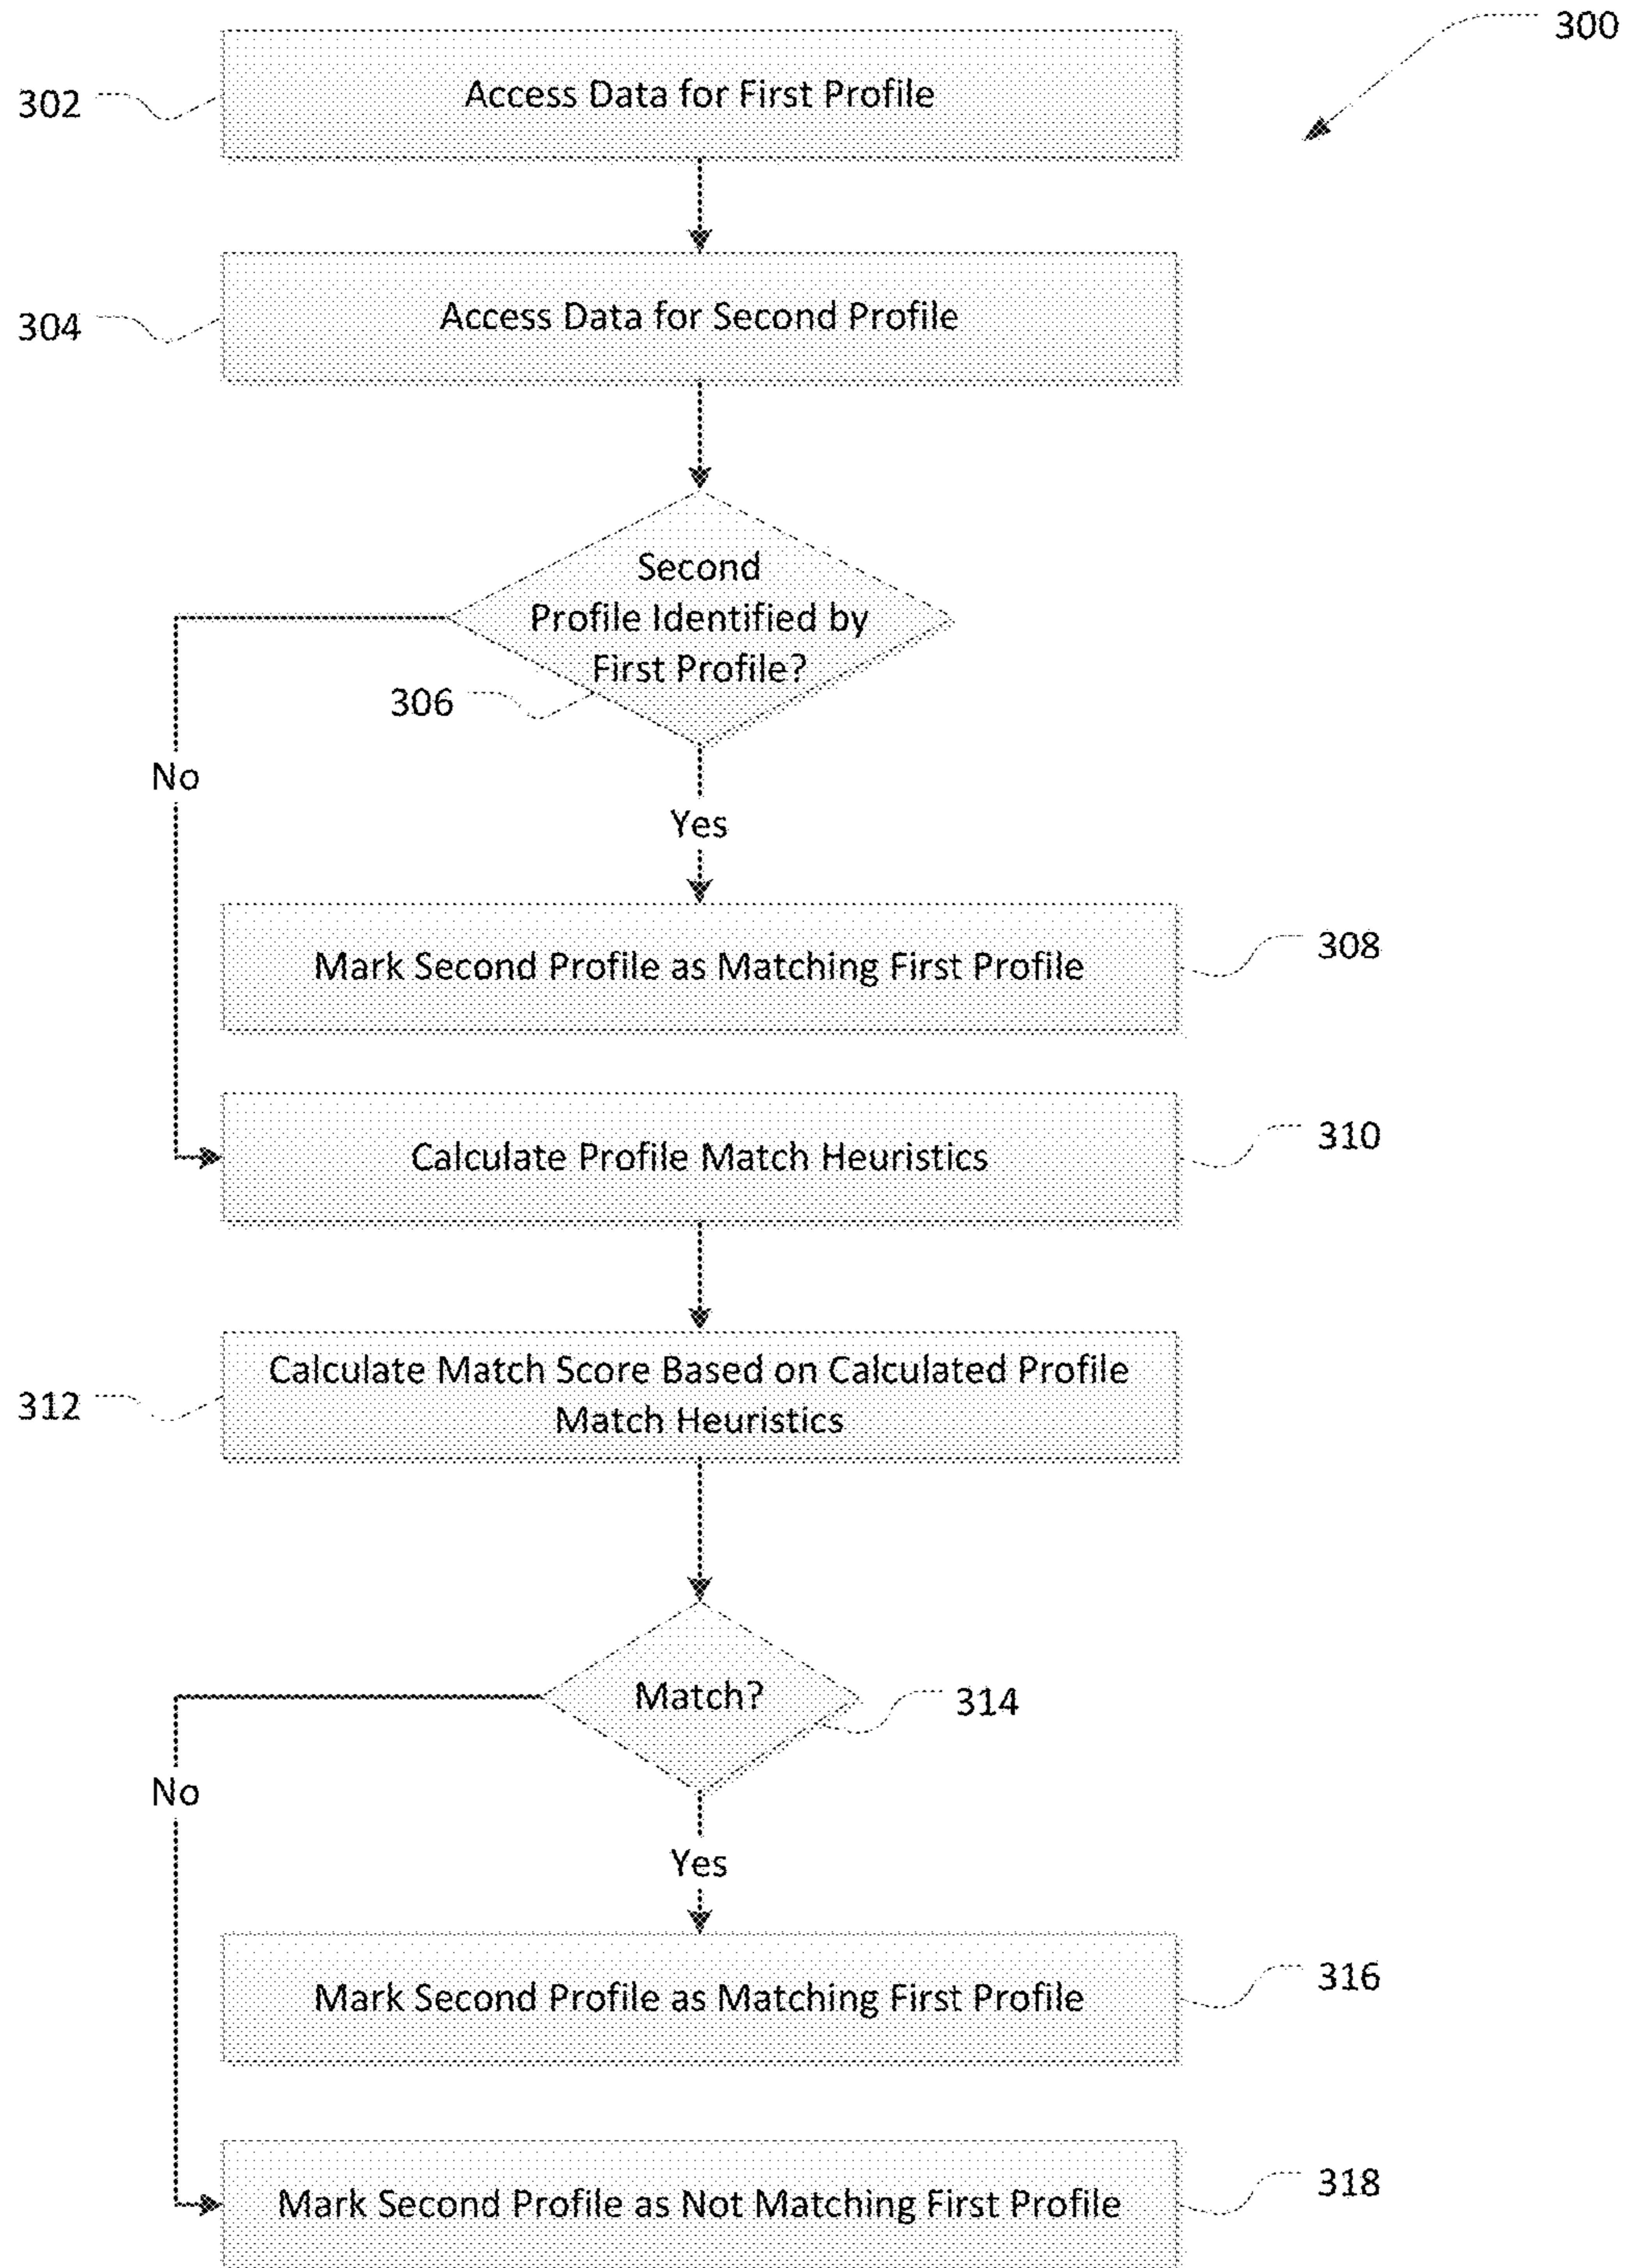 300
302
Access Data for First Profile
304
Access Data for Second Profile
Second
Profile Identified by
First Profile?
306
No
Yes
Mark Second Profile as Matching First Profile
308
Calculate Profile Match Heuristics
310
Calculate Match Score Based on Calculated Profile
Match Heuristics
312
Match?
314
No
Yes
Mark Second Profile as Matching First Profile
316
Mark Second Profile as Not Matching First Profile
318